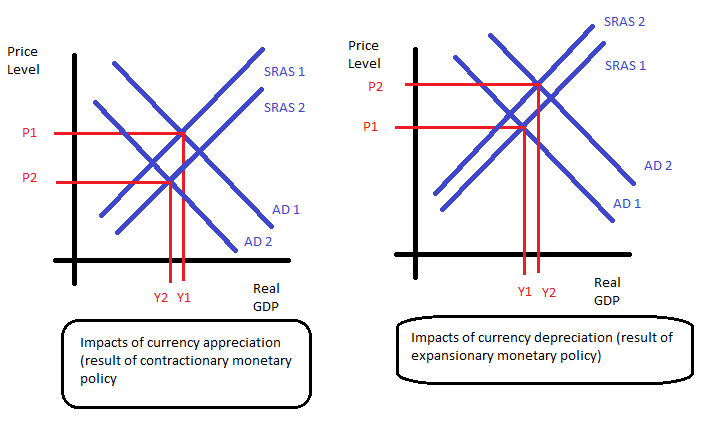 Price
Level
SRAS 1
SRAS 2
P1
P2
AD 1
AD 2
Y2 Y1
Real
GDP
Impacts of currency appreciation
(result of contractionary monetary
policy
Price
Level
SRAS 2
SRAS 1
P2
P1
AD 2
AD 1
Y1 Y2
Real
GDP
Impacts of currency depreciation (result of
expansionary monetary policy)